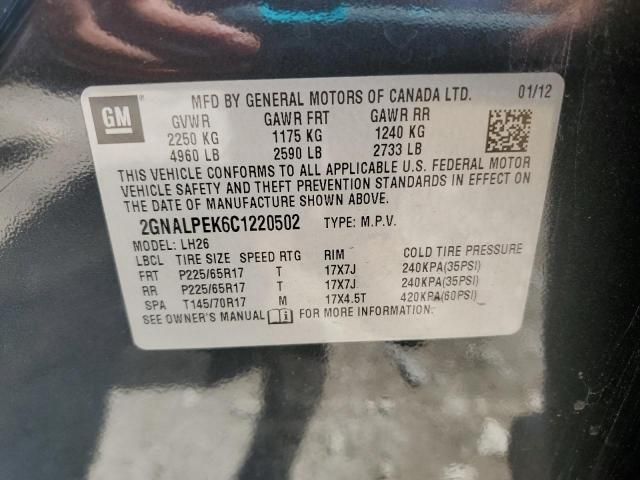 GM ® MFD BY GENERAL MOTORS OF CANADA LTD. 01/12
GVWR GAWR FRT GAWR RR
2250 KG 1175 KG 1240 KG
4960 LB 2590 LB 2733 LB
THIS VEHICLE CONFORMS TO ALL APPLICABLE U.S. FEDERAL MOTOR
VEHICLE SAFETY AND THEFT PREVENTION STANDARDS IN EFFECT ON
THE DATE OF MANUFACTURE SHOWN ABOVE.
2GNALPEK6C1220502 TYPE: M.P.V.
MODEL: LH26
LBCL TIRE SIZE SPEED RTG RIM COLD TIRE PRESSURE
FRT P225/65R17 T 17X7J 240KPA(35PSI)
RR P225/65R17 T 17X7J 240KPA(35PSI)
SPA T145/70R17 M 17X4.5T 420KPA(60PSI)
SEE OWNER'S MANUAL FOR MORE INFORMATION.